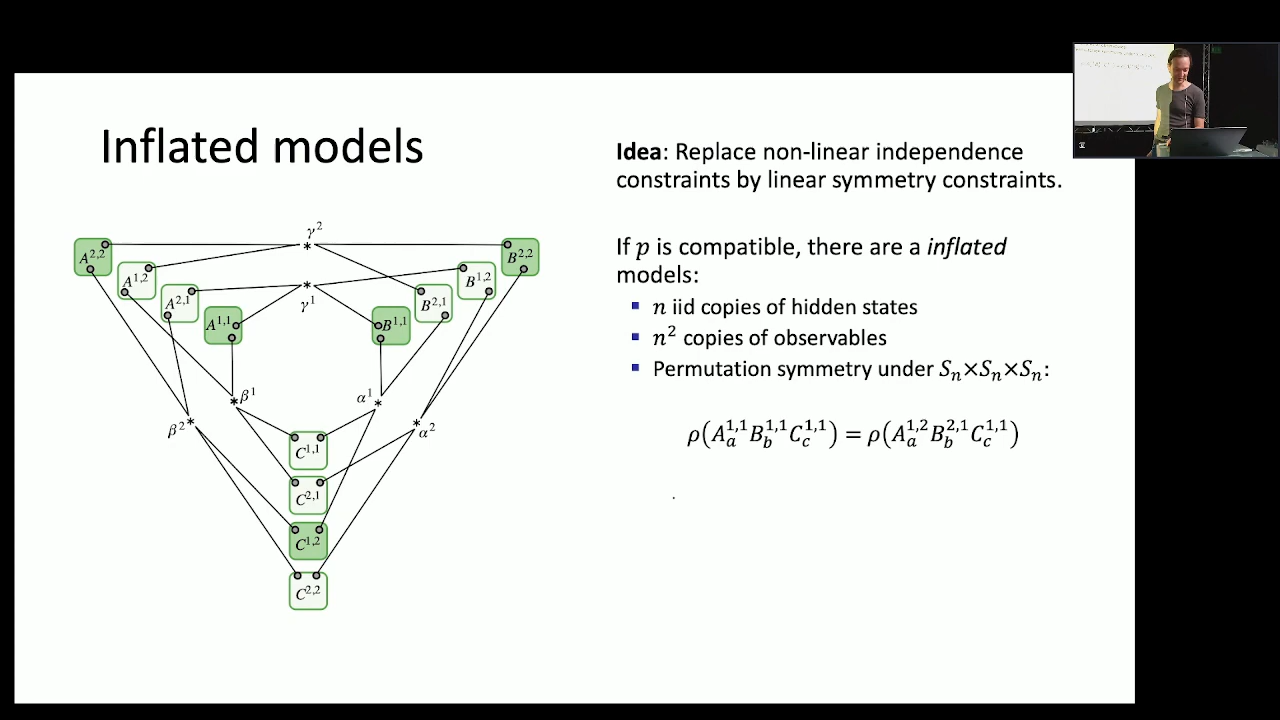 Inflated models
Idea: Replace non-linear independence
constraints by linear symmetry constraints.
If p is compatible, there are a inflated
models:
▪ n iid copies of hidden states
▪ n² copies of observables
▪ Permutation symmetry under Sₙ×Sₙ×Sₙ:
ρ(A_a^{1,1} B_b^{1,1} C_c^{1,1}) = ρ(A_a^{1,2} B_b^{2,1} C_c^{1,1})
γ²
A^{2,2}
B^{2,2}
A^{1,2}
B^{1,2}
A^{2,1}
γ¹
B^{2,1}
A^{1,1}
B^{1,1}
β¹
α¹
β²
α²
C^{1,1}
C^{2,1}
C^{1,2}
C^{2,2}